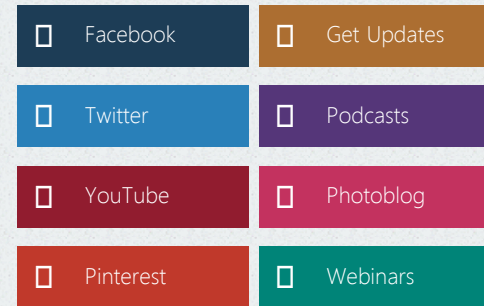 Facebook
Get Updates
Twitter
Podcasts
YouTube
Photoblog
Pinterest
Webinars